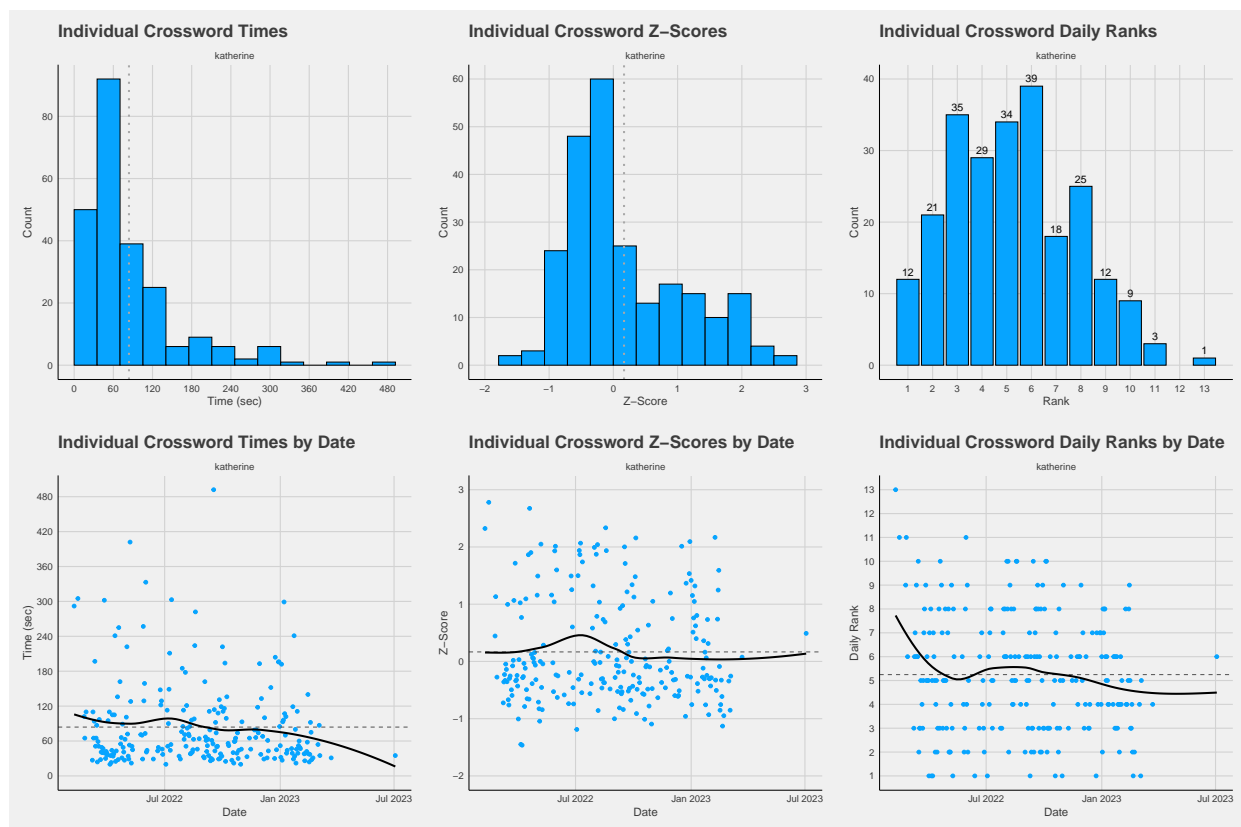 Individual Crossword Times
katherine
Count
80
60
40
20
0
0 60 120 180 240 300 360 420 480
Time (sec)
Individual Crossword Z−Scores
katherine
Count
60
50
40
30
20
10
0
−2 −1 0 1 2 3
Z−Score
Individual Crossword Daily Ranks
katherine
Count
40
30
20
10
0
12 21 35 29 34 39 18 25 12 9 3 1
1 2 3 4 5 6 7 8 9 10 11 12 13
Rank
Individual Crossword Times by Date
katherine
Time (sec)
480
420
360
300
240
180
120
60
0
Jul 2022 Jan 2023 Jul 2023
Date
Individual Crossword Z−Scores by Date
katherine
Z−Score
3
2
1
0
−1
−2
Jul 2022 Jan 2023 Jul 2023
Date
Individual Crossword Daily Ranks by Date
katherine
Daily Rank
13
12
11
10
9
8
7
6
5
4
3
2
1
Jul 2022 Jan 2023 Jul 2023
Date